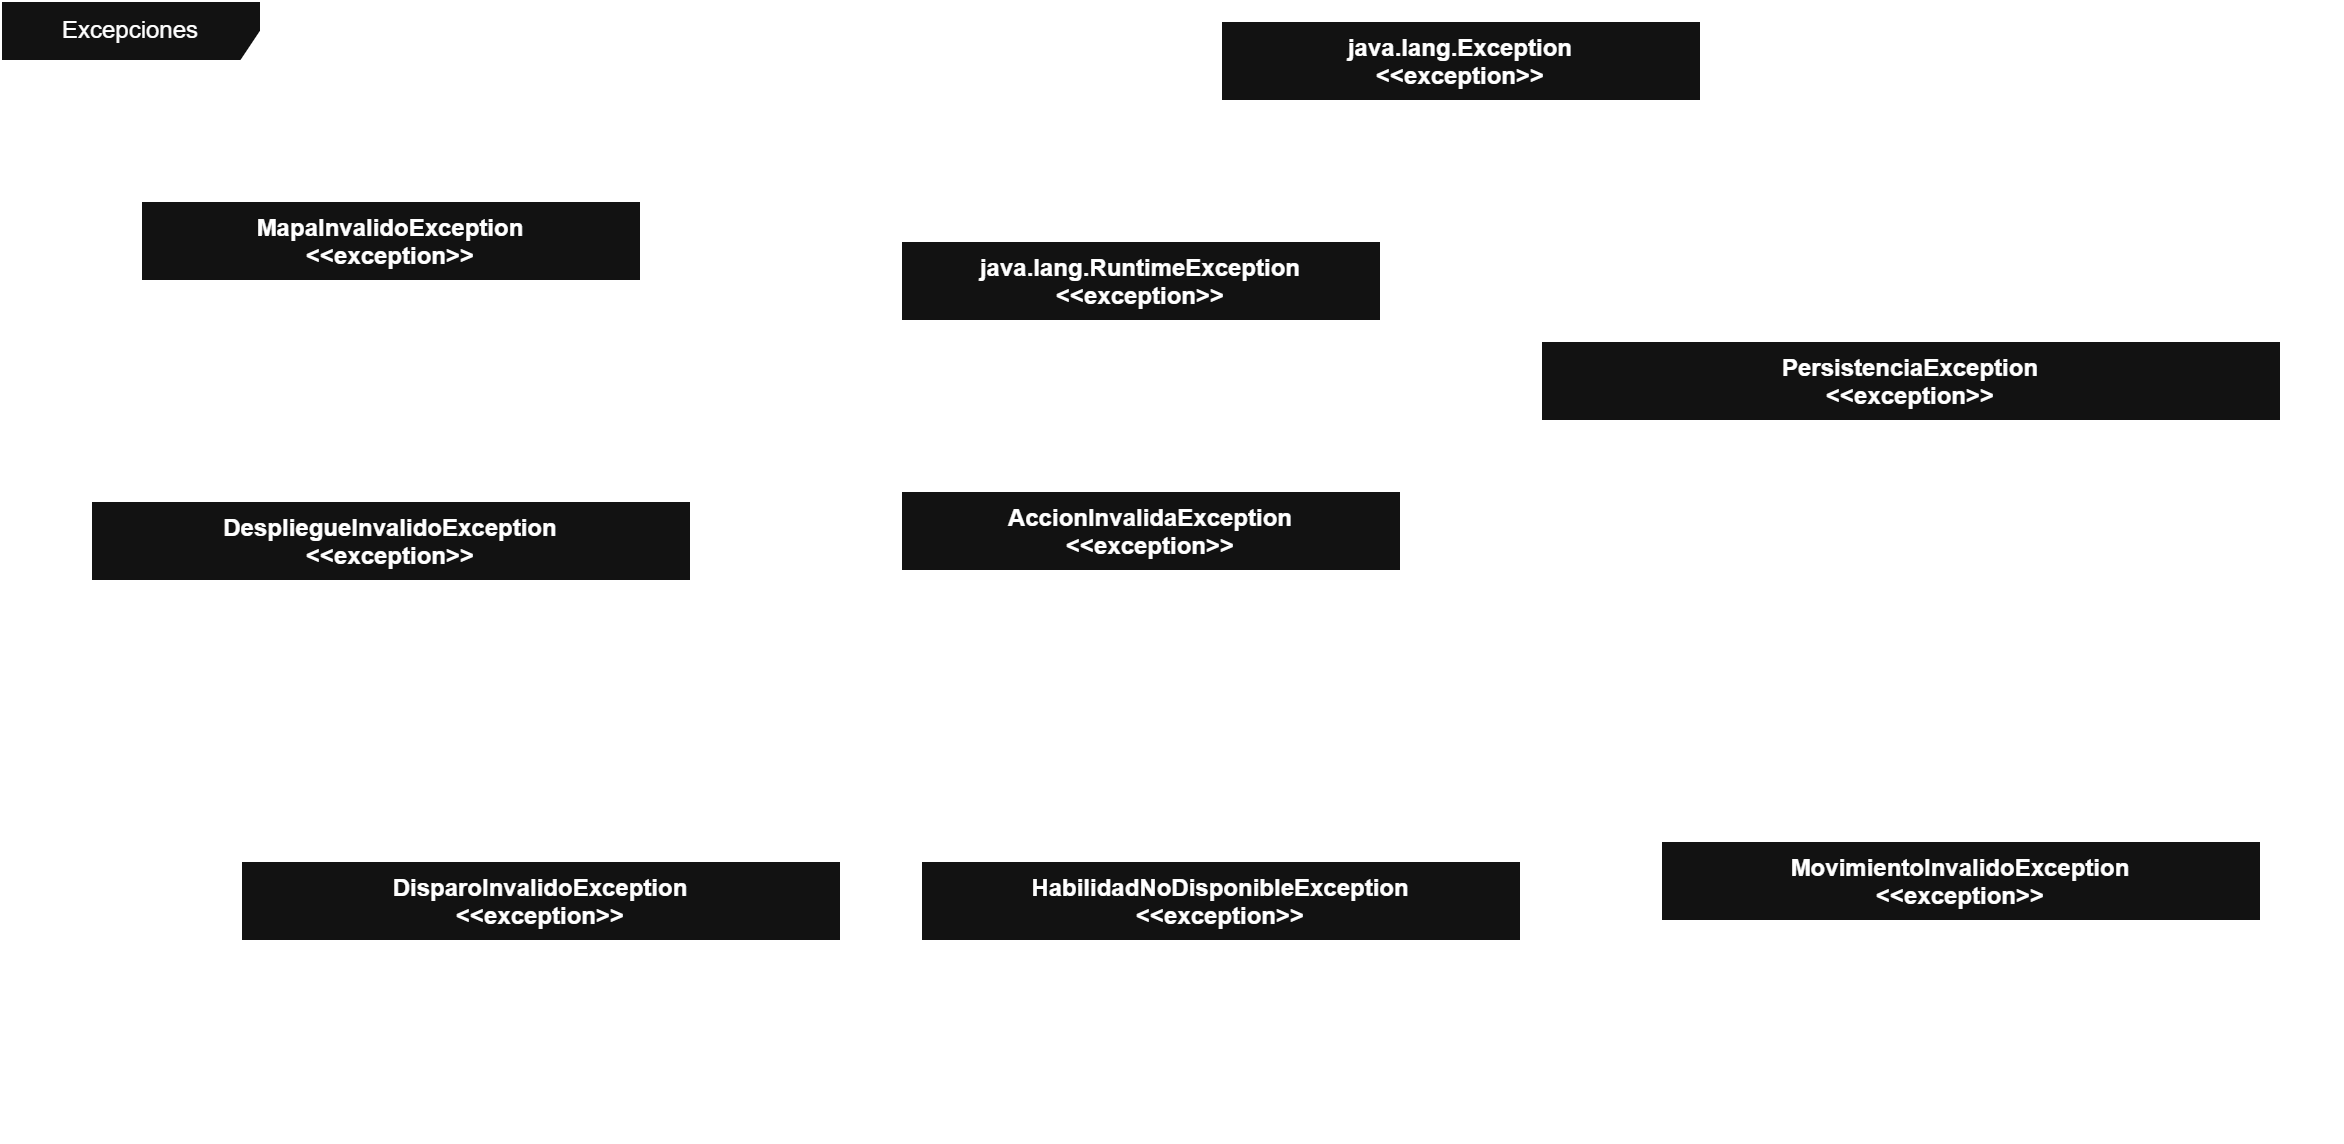 Excepciones
java.lang.Exception
<<exception>>
MapaInvalidoException
<<exception>>
java.lang.RuntimeException
<<exception>>
PersistenciaException
<<exception>>
DespliegueInvalidoException
<<exception>>
AccionInvalidaException
<<exception>>
DisparoInvalidoException
<<exception>>
HabilidadNoDisponibleException
<<exception>>
MovimientoInvalidoException
<<exception>>